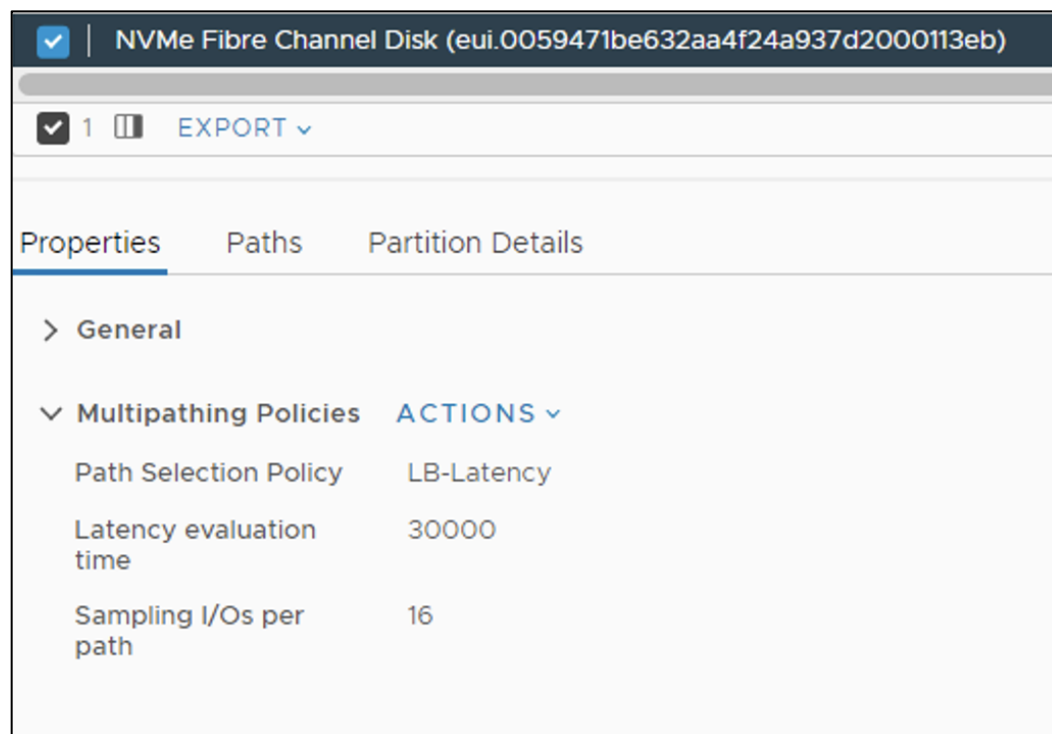 NVMe Fibre Channel Disk (eui.0059471be632aa4f24a937d2000113eb)
1 EXPORT
Properties Paths Partition Details
General
Multipathing Policies ACTIONS
Path Selection Policy LB-Latency
Latency evaluation 30000
time
Sampling I/Os per 16
path